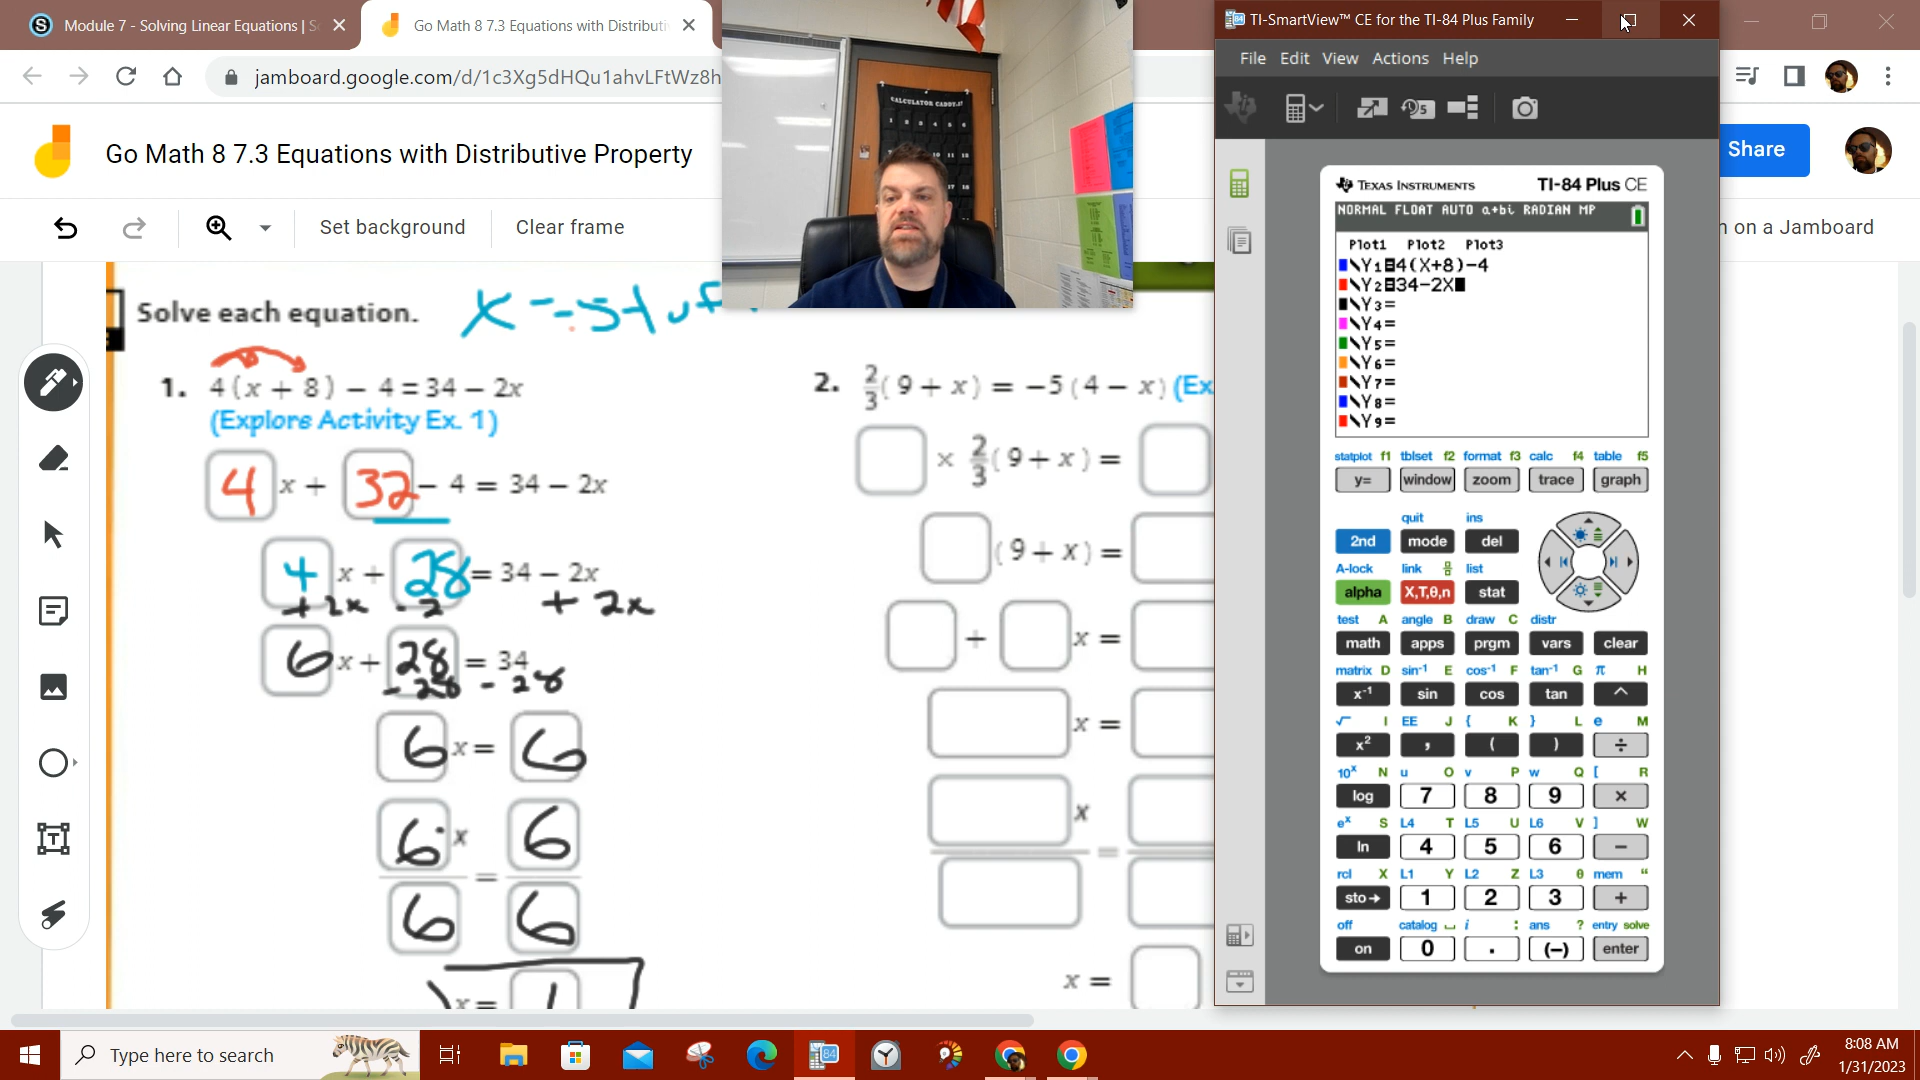 Module 7 - Solving Linear Equations | S
Go Math 8 7.3 Equations with Distributi
TI-SmartView™ CE for the TI-84 Plus Family
jamboard.google.com/d/1c3Xg5dHQu1ahvLFtWz8h
File Edit View Actions Help
Go Math 8 7.3 Equations with Distributive Property
Share
Set background
Clear frame
n on a Jamboard
CALCULATOR CADDY
Solve each equation.
x = stuf
1. 4(x + 8) − 4 = 34 − 2x
(Explore Activity Ex. 1)
4 x + 32 − 4 = 34 − 2x
4 x + 28 = 34 − 2x
+ 2x + 2x
6 x + 28 = 34
- 28 - 28
6 x = 6
6 x = 6
6 6
x = 1
2. 2/3(9 + x) = −5(4 − x) (Ex
× 2/3(9 + x) =
(9 + x) =
+ x =
x =
x =
x =
TEXAS INSTRUMENTS TI-84 Plus CE
NORMAL FLOAT AUTO a+bi RADIAN MP
Plot1 Plot2 Plot3
\Y1=4(X+8)-4
\Y2=34-2X
\Y3=
\Y4=
\Y5=
\Y6=
\Y7=
\Y8=
\Y9=
statplot f1 tblset f2 format f3 calc f4 table f5
y= window zoom trace graph
quit ins
2nd mode del
A-lock link list
alpha X,T,θ,n stat
test A angle B draw C distr
math apps prgm vars clear
matrix D sin-1 E cos-1 F tan-1 G π H
x-1 sin cos tan ^
√ I EE J { K } L e M
x2 , ( ) ÷
10x N u O v P w Q [ R
log 7 8 9 ×
ex S L4 T L5 U L6 V ] W
ln 4 5 6 −
rcl X L1 Y L2 Z L3 θ mem "
sto→ 1 2 3 +
off catalog i : ans ? entry solve
on 0 . (−) enter
Type here to search
8:08 AM
1/31/2023